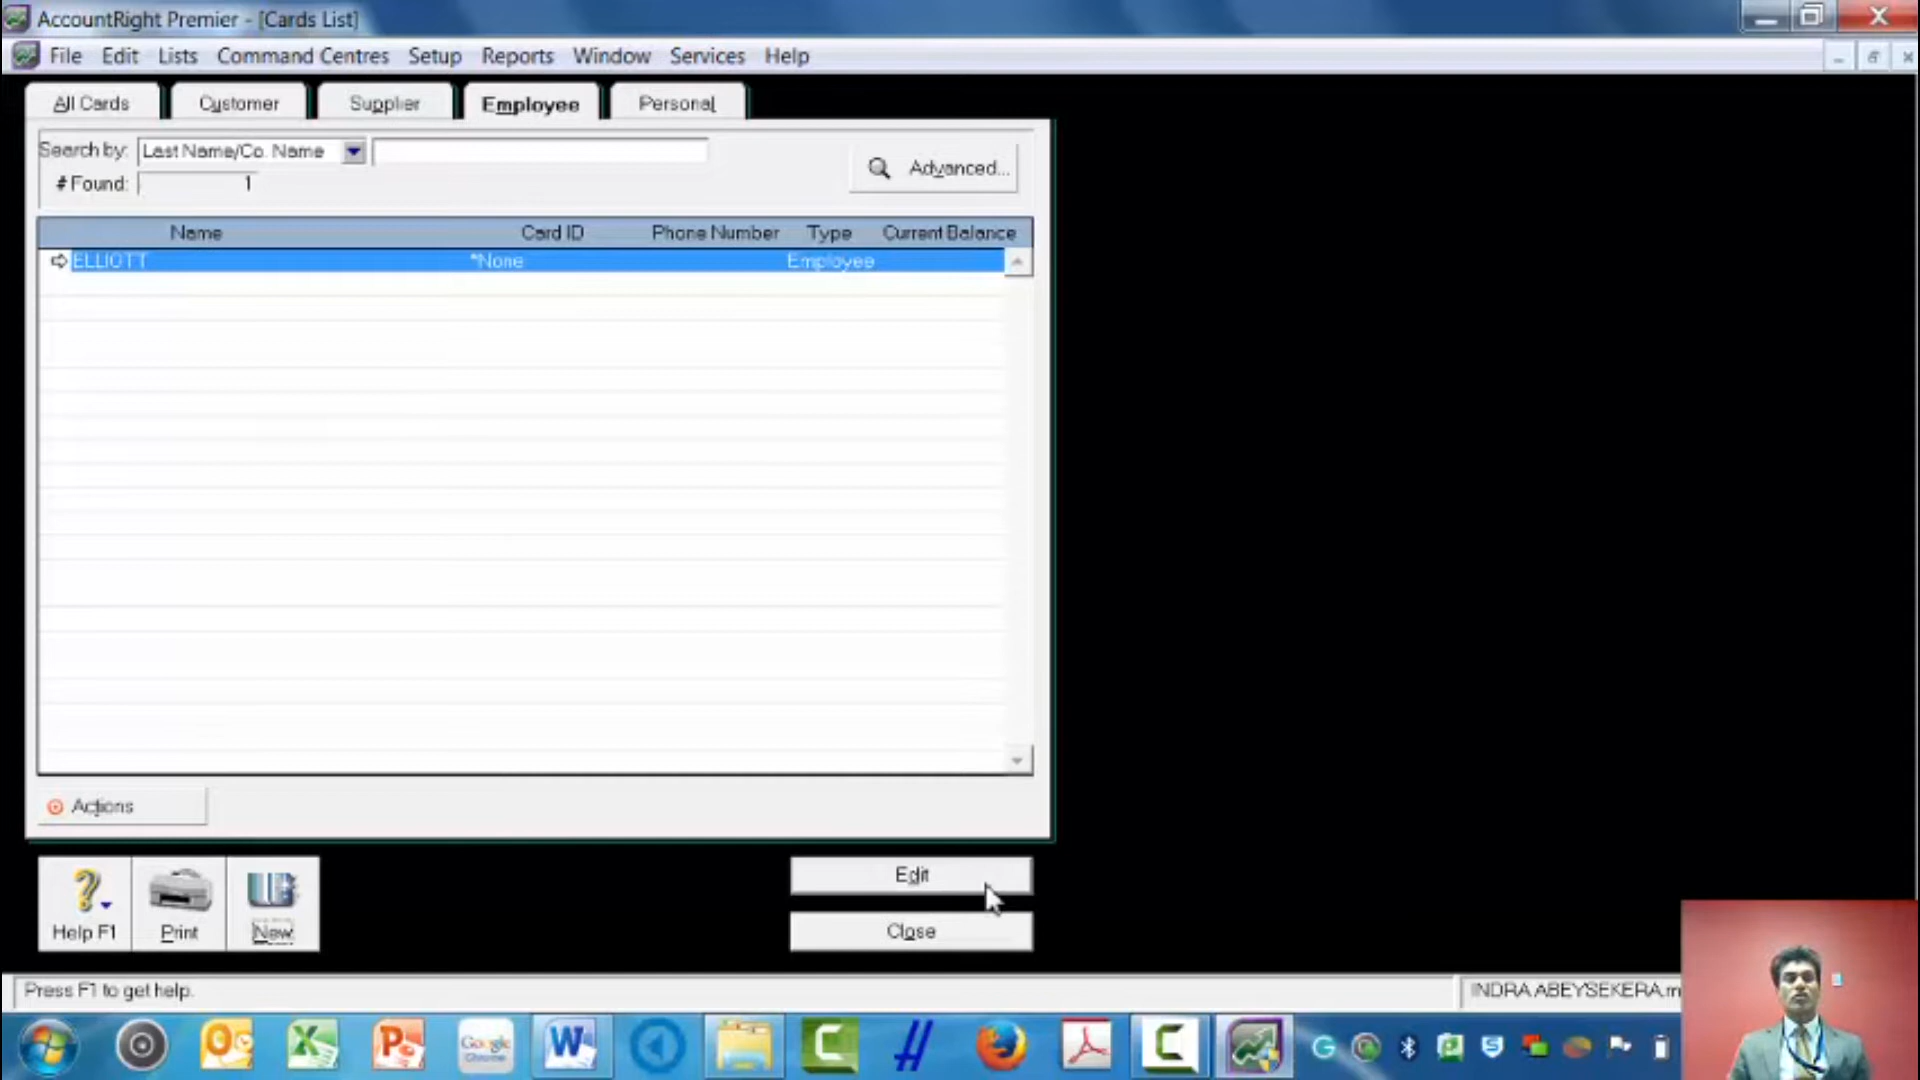 AccountRight Premier - [Cards List]
File Edit Lists Command Centres Setup Reports Window Services Help
All Cards Customer Supplier Employee Personal
Search by: Last Name/Co. Name Advanced...
# Found: 1
Name Card ID Phone Number Type Current Balance
ELLIOTT *None Employee
Actions
Edit
Close
Help F1 Print New
Press F1 to get help. INDRA ABEYSEKERA.m
Google
Chrome